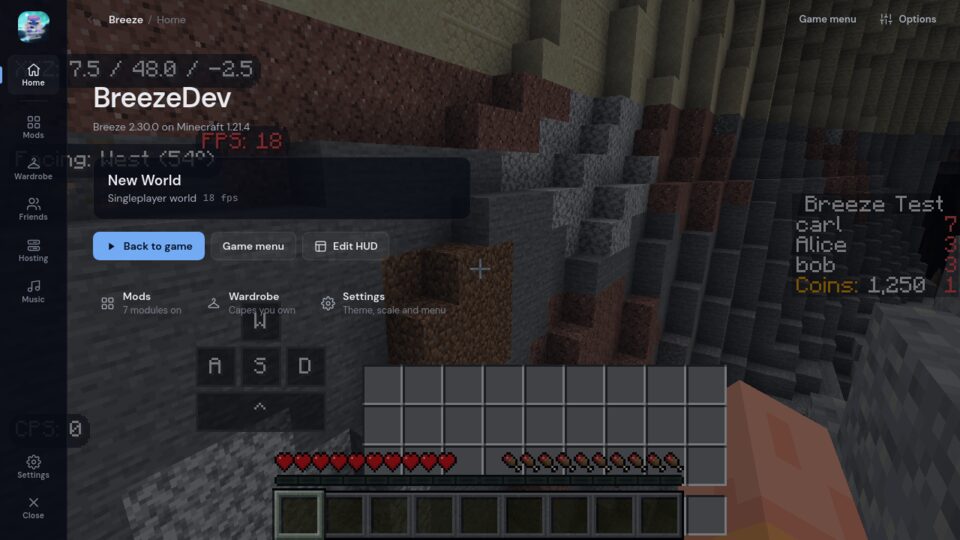 Breeze / Home
Game menu
Options
Home
XYZ: 7.5 / 48.0 / -2.5
BreezeDev
Breeze 2.30.0 on Minecraft 1.21.4
FPS: 18
Mods
Facing: West (54°)
Wardrobe
New World
Singleplayer world 18 fps
Friends
Breeze Test
carl 7
Alice 3
bob 3
Coins: 1,250 1
Hosting
Back to game
Game menu
Edit HUD
Music
Mods
7 modules on
Wardrobe
Capes you own
Settings
Theme, scale and menu
W
A S D
^
CPS: 0
Settings
Close